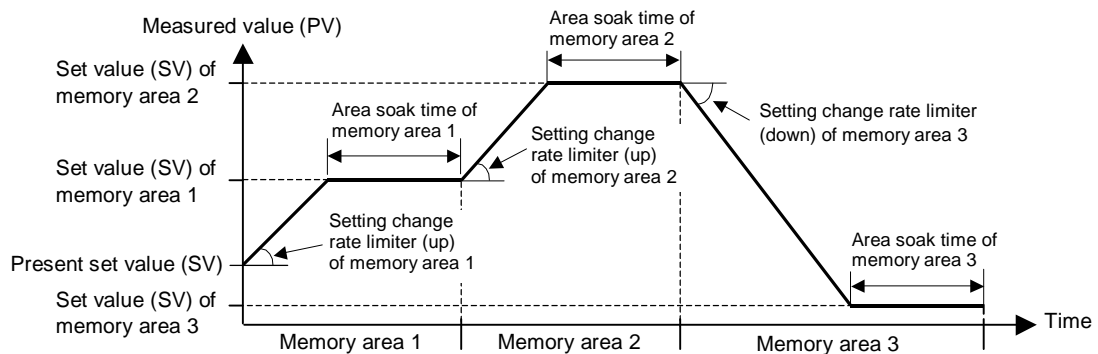 Measured value (PV)
Area soak time of
memory area 2
Set value (SV) of
memory area 2
Area soak time of
memory area 1
Setting change
rate limiter (up)
of memory area 2
Setting change rate limiter
(down) of memory area 3
Set value (SV) of
memory area 1
Setting change
rate limiter (up)
of memory area 1
Area soak time of
memory area 3
Present set value (SV)
Set value (SV) of
memory area 3
Time
Memory area 1
Memory area 2
Memory area 3